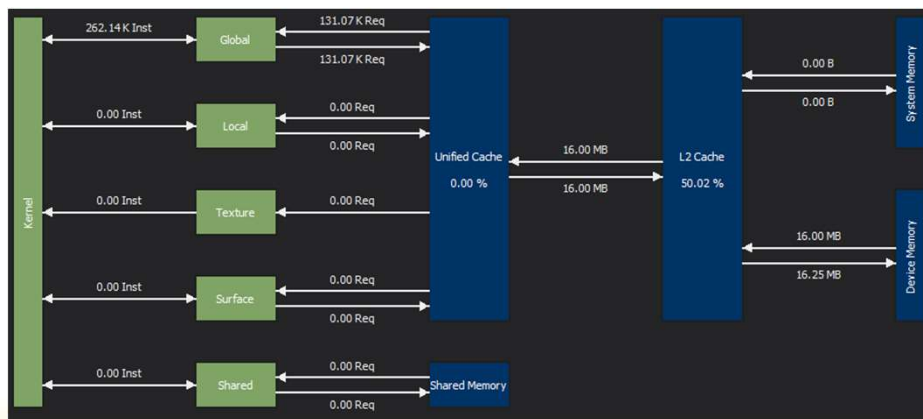 Kernel
262.14 K Inst
Global
131.07 K Req
131.07 K Req
0.00 Inst
Local
0.00 Req
0.00 Req
0.00 Inst
Texture
0.00 Req
0.00 Inst
Surface
0.00 Req
0.00 Req
0.00 Inst
Shared
0.00 Req
0.00 Req
Unified Cache
0.00 %
Shared Memory
16.00 MB
16.00 MB
L2 Cache
50.02 %
0.00 B
0.00 B
System Memory
16.00 MB
16.25 MB
Device Memory